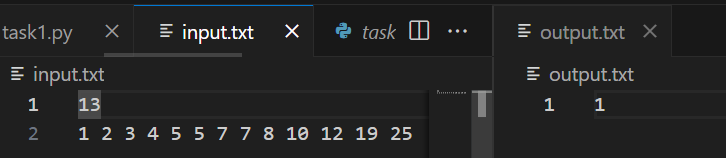 task1.py
input.txt
task
output.txt
input.txt
output.txt
1 13
2 1 2 3 4 5 5 7 7 8 10 12 19 25
1 1